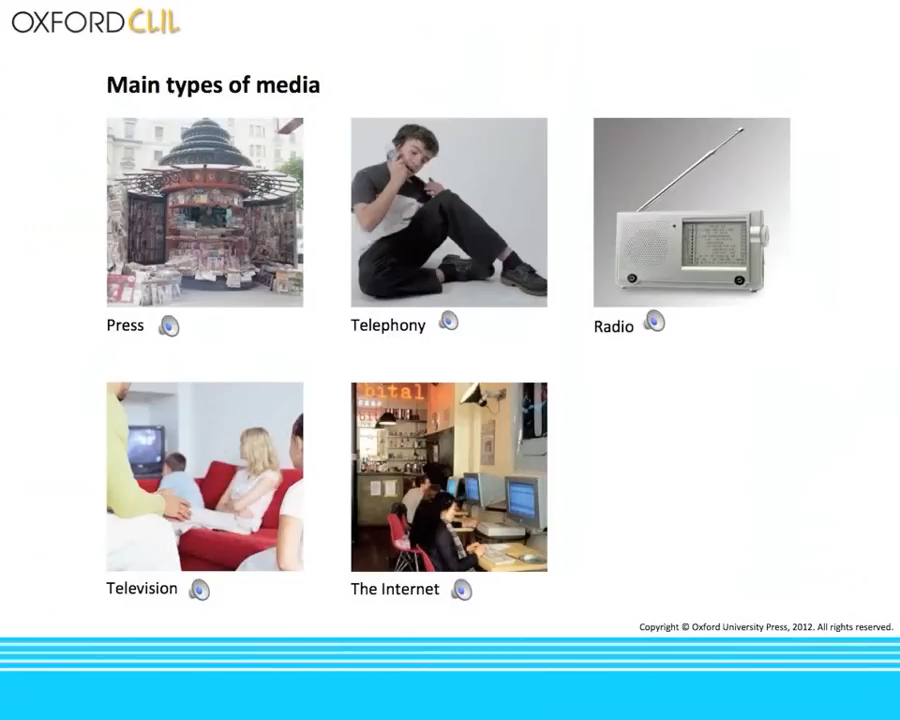 OXFORD CLIL
Main types of media
Press
Telephony
Radio
bital
Television
The Internet
Copyright © Oxford University Press, 2012. All rights reserved.